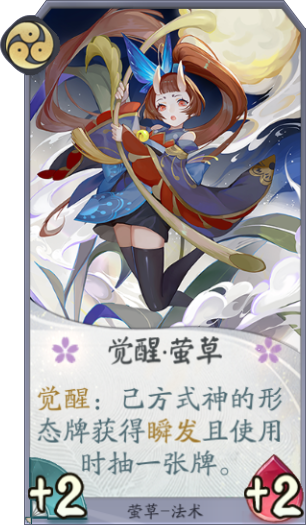 觉醒·萤草
觉醒：己方式神的形
态牌获得瞬发且使用
时抽一张牌。
+2
萤草-法术
+2